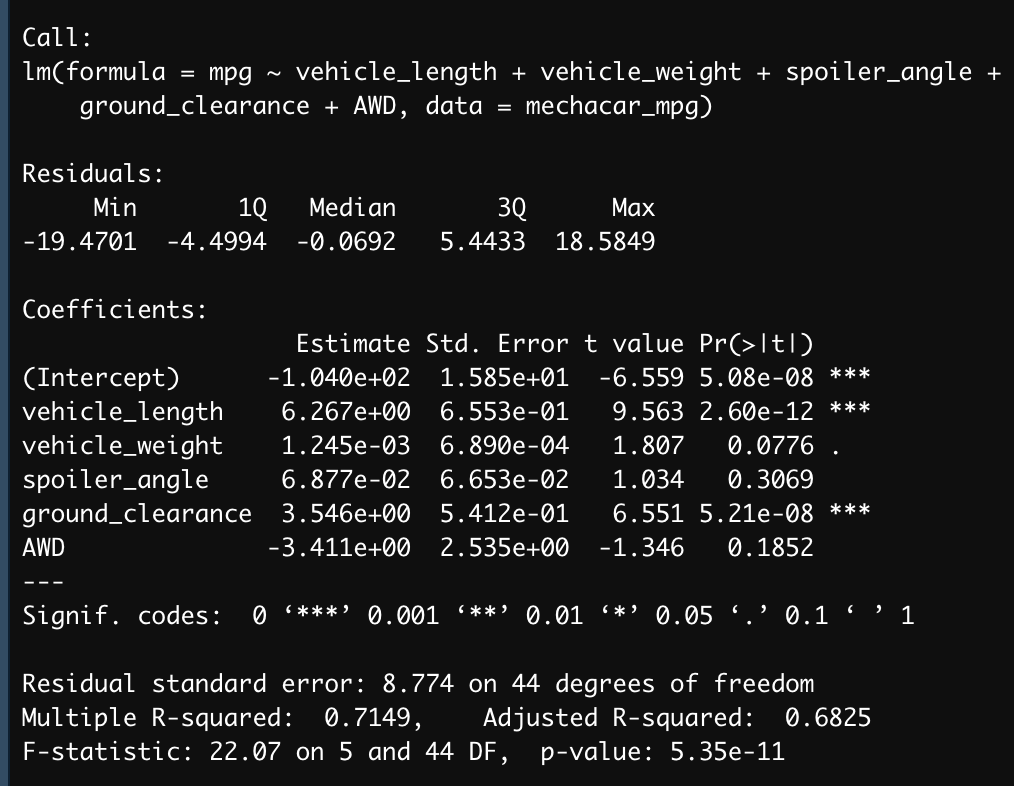 Call:
lm(formula = mpg ~ vehicle_length + vehicle_weight + spoiler_angle +
    ground_clearance + AWD, data = mechacar_mpg)

Residuals:
     Min       1Q   Median       3Q      Max
-19.4701  -4.4994  -0.0692   5.4433  18.5849

Coefficients:
                   Estimate Std. Error t value Pr(>|t|)
(Intercept)      -1.040e+02  1.585e+01  -6.559 5.08e-08 ***
vehicle_length    6.267e+00  6.553e-01   9.563 2.60e-12 ***
vehicle_weight    1.245e-03  6.890e-04   1.807   0.0776 .
spoiler_angle     6.877e-02  6.653e-02   1.034   0.3069
ground_clearance  3.546e+00  5.412e-01   6.551 5.21e-08 ***
AWD              -3.411e+00  2.535e+00  -1.346   0.1852
---
Signif. codes:  0 ‘***’ 0.001 ‘**’ 0.01 ‘*’ 0.05 ‘.’ 0.1 ‘ ’ 1

Residual standard error: 8.774 on 44 degrees of freedom
Multiple R-squared:  0.7149,    Adjusted R-squared:  0.6825
F-statistic: 22.07 on 5 and 44 DF,  p-value: 5.35e-11